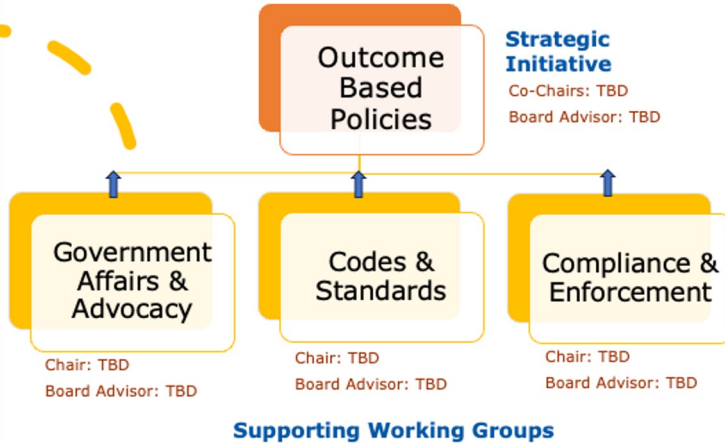 Outcome
Based
Policies
Strategic
Initiative
Co-Chairs: TBD
Board Advisor: TBD
Government
Affairs &
Advocacy
Chair: TBD
Board Advisor: TBD
Codes &
Standards
Chair: TBD
Board Advisor: TBD
Compliance &
Enforcement
Chair: TBD
Board Advisor: TBD
Supporting Working Groups